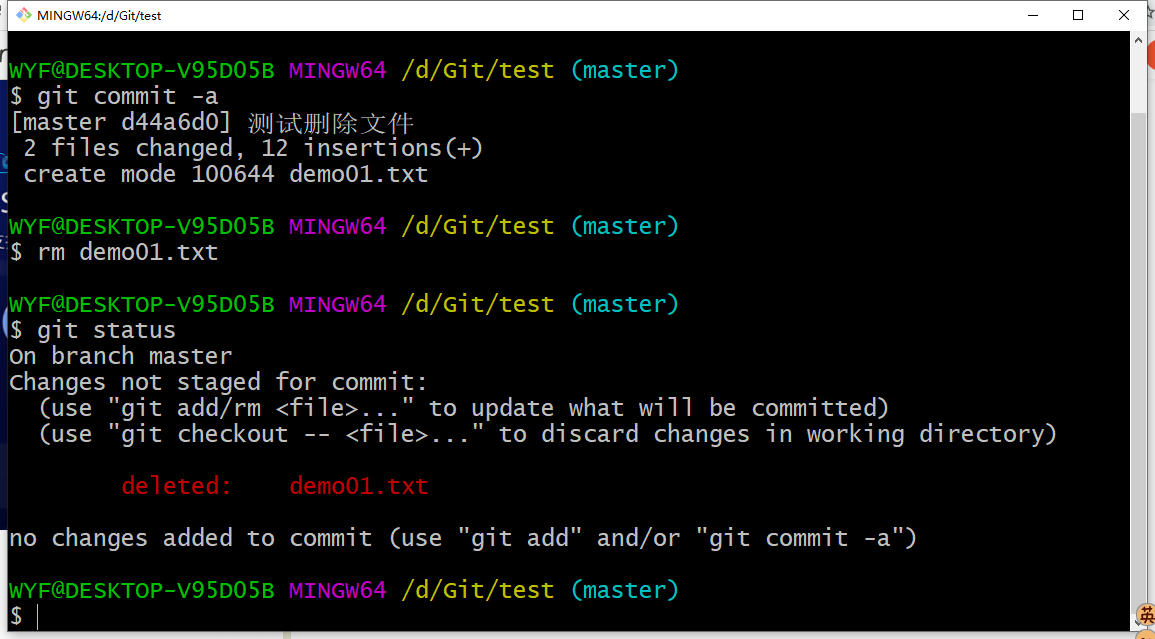 MINGW64:/d/Git/test
WYF@DESKTOP-V95D05B MINGW64 /d/Git/test (master)
$ git commit -a
[master d44a6d0] 测试删除文件
 2 files changed, 12 insertions(+)
 create mode 100644 demo01.txt
WYF@DESKTOP-V95D05B MINGW64 /d/Git/test (master)
$ rm demo01.txt
WYF@DESKTOP-V95D05B MINGW64 /d/Git/test (master)
$ git status
On branch master
Changes not staged for commit:
  (use "git add/rm <file>..." to update what will be committed)
  (use "git checkout -- <file>..." to discard changes in working directory)
        deleted:    demo01.txt
no changes added to commit (use "git add" and/or "git commit -a")
WYF@DESKTOP-V95D05B MINGW64 /d/Git/test (master)
$
英